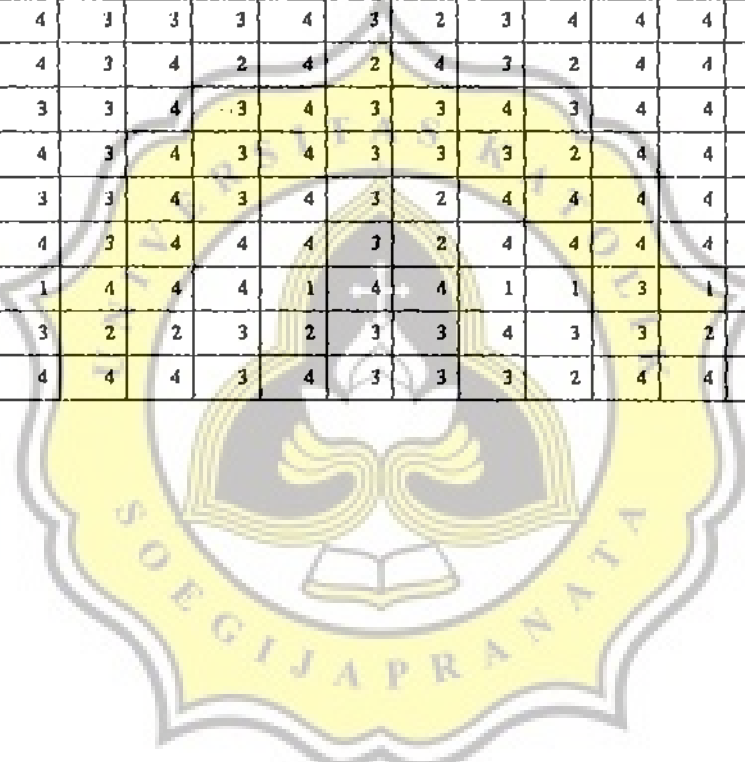 4 3 3 3 4 3 2 3 4 4 4
4 3 4 2 4 2 4 3 2 4 4
3 3 4 3 4 3 3 4 3 4 4
4 3 4 3 4 3 3 3 2 4 4
3 3 4 3 4 3 2 4 4 4 4
4 3 4 4 4 3 2 4 4 4 4
1 4 4 4 1 4 4 1 1 3 1
3 2 2 3 2 3 3 4 3 3 2
4 4 4 3 4 3 3 3 2 4 4
UNIVERSITAS KATOLIK
SOEGIJAPRANATA